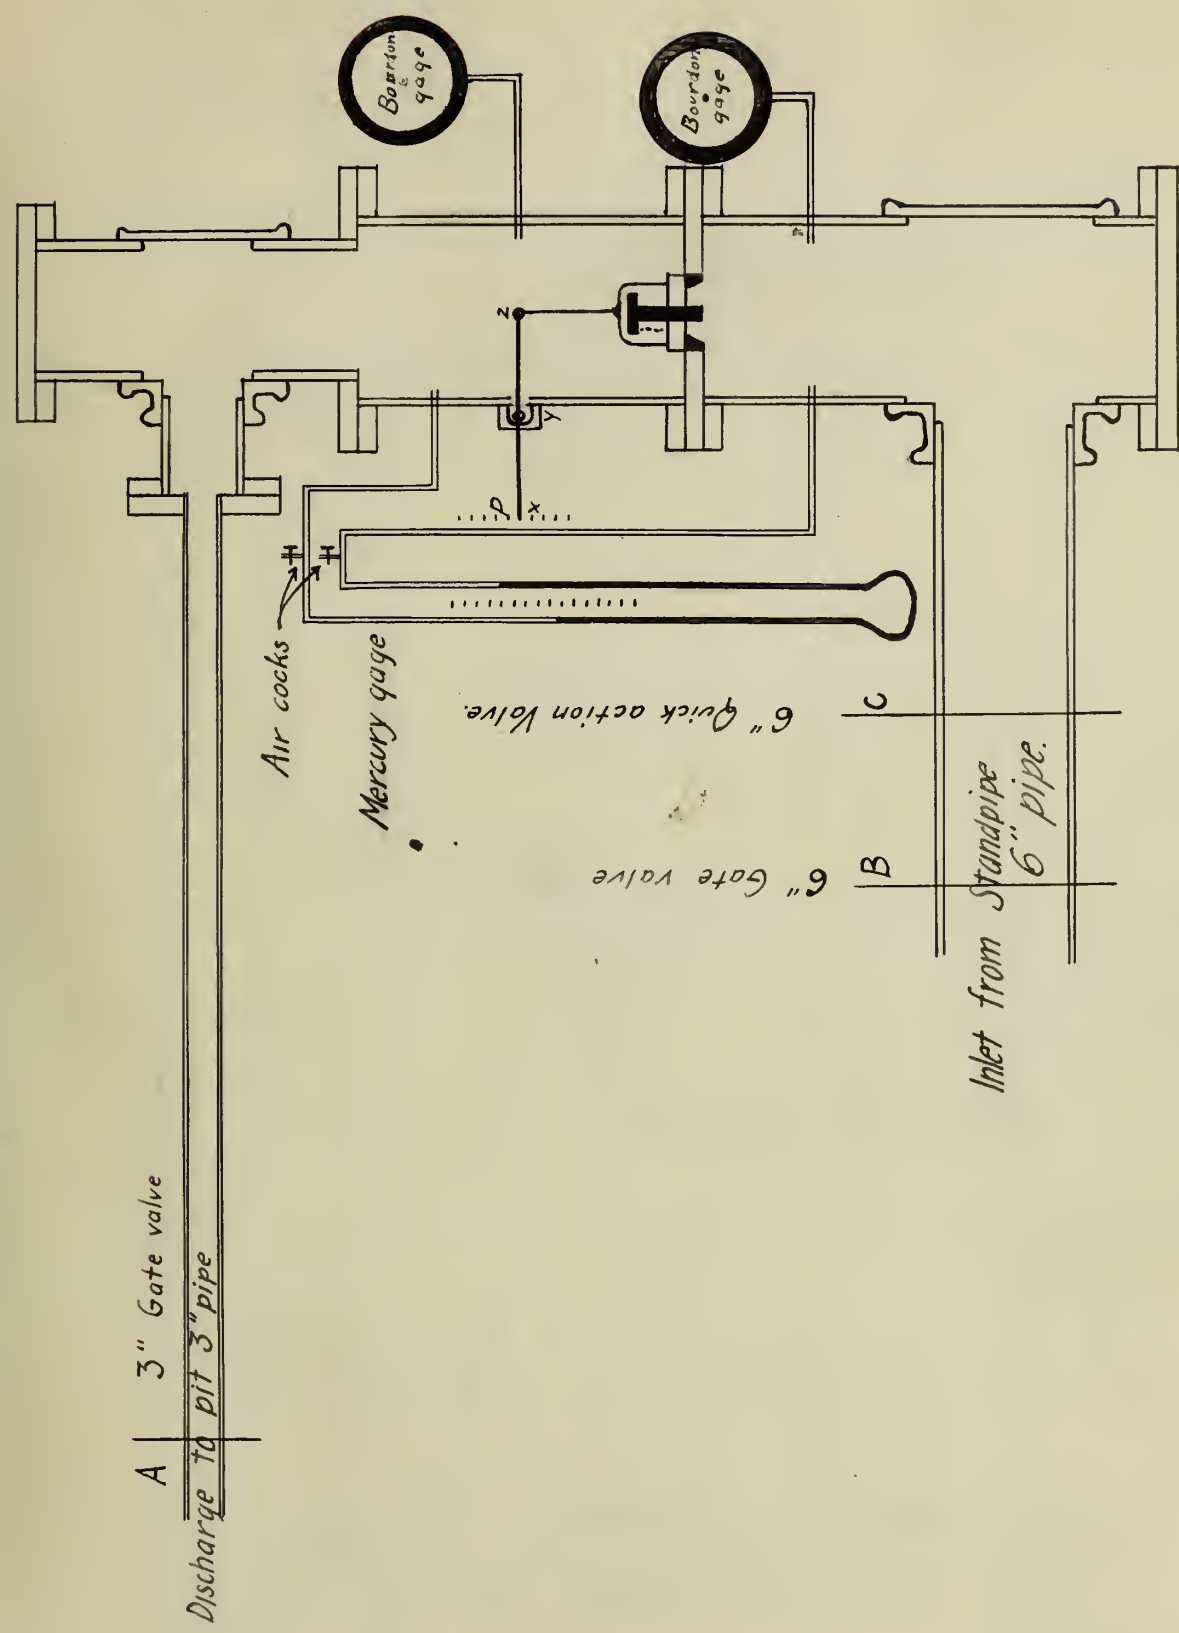 Bourdon
gage
Bourdon
gage
Z
Y
P
x
Air cocks
Mercury gage
6" Quick action Valve.
C
6" Gate valve
B
Inlet from Standpipe
6" pipe.
A 3" Gate valve
Discharge to pit 3" pipe